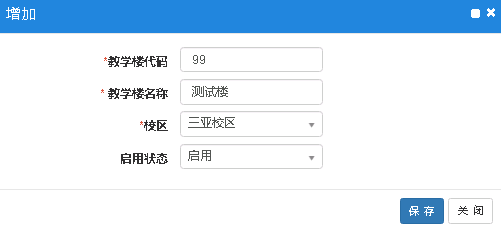 增加
*教学楼代码 99
* 教学楼名称 测试楼
*校区 三亚校区
启用状态 启用
保存 关闭